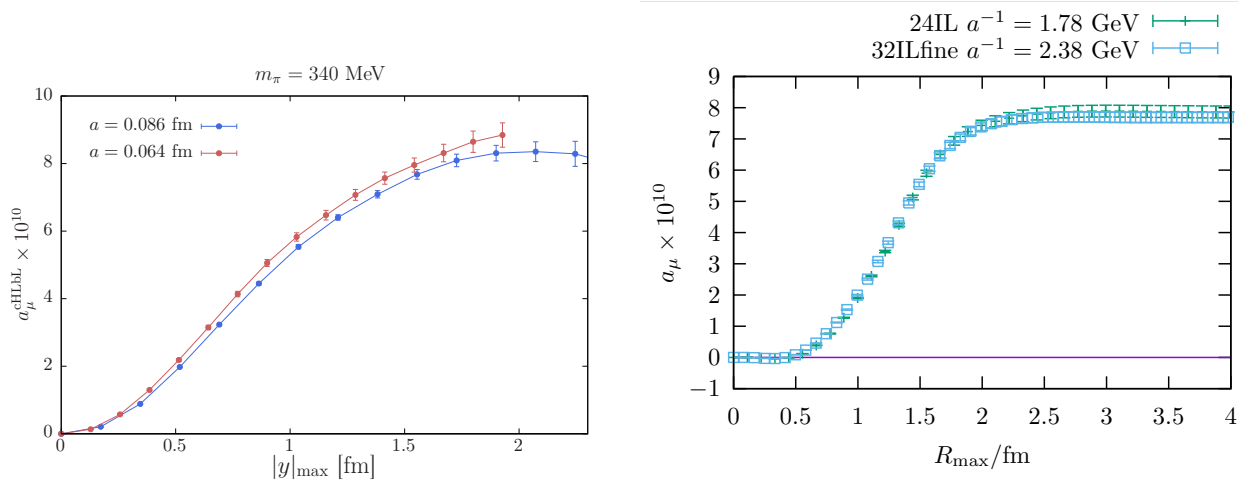 m_π = 340 MeV
a = 0.086 fm
a = 0.064 fm
10
8
6
4
2
0
a_μ^cHLbL × 10^10
0 0.5 1 1.5 2
|y|_max [fm]
24IL a^−1 = 1.78 GeV
32ILfine a^−1 = 2.38 GeV
9
8
7
6
5
4
3
2
1
0
−1
a_μ × 10^10
0 0.5 1 1.5 2 2.5 3 3.5 4
R_max/fm